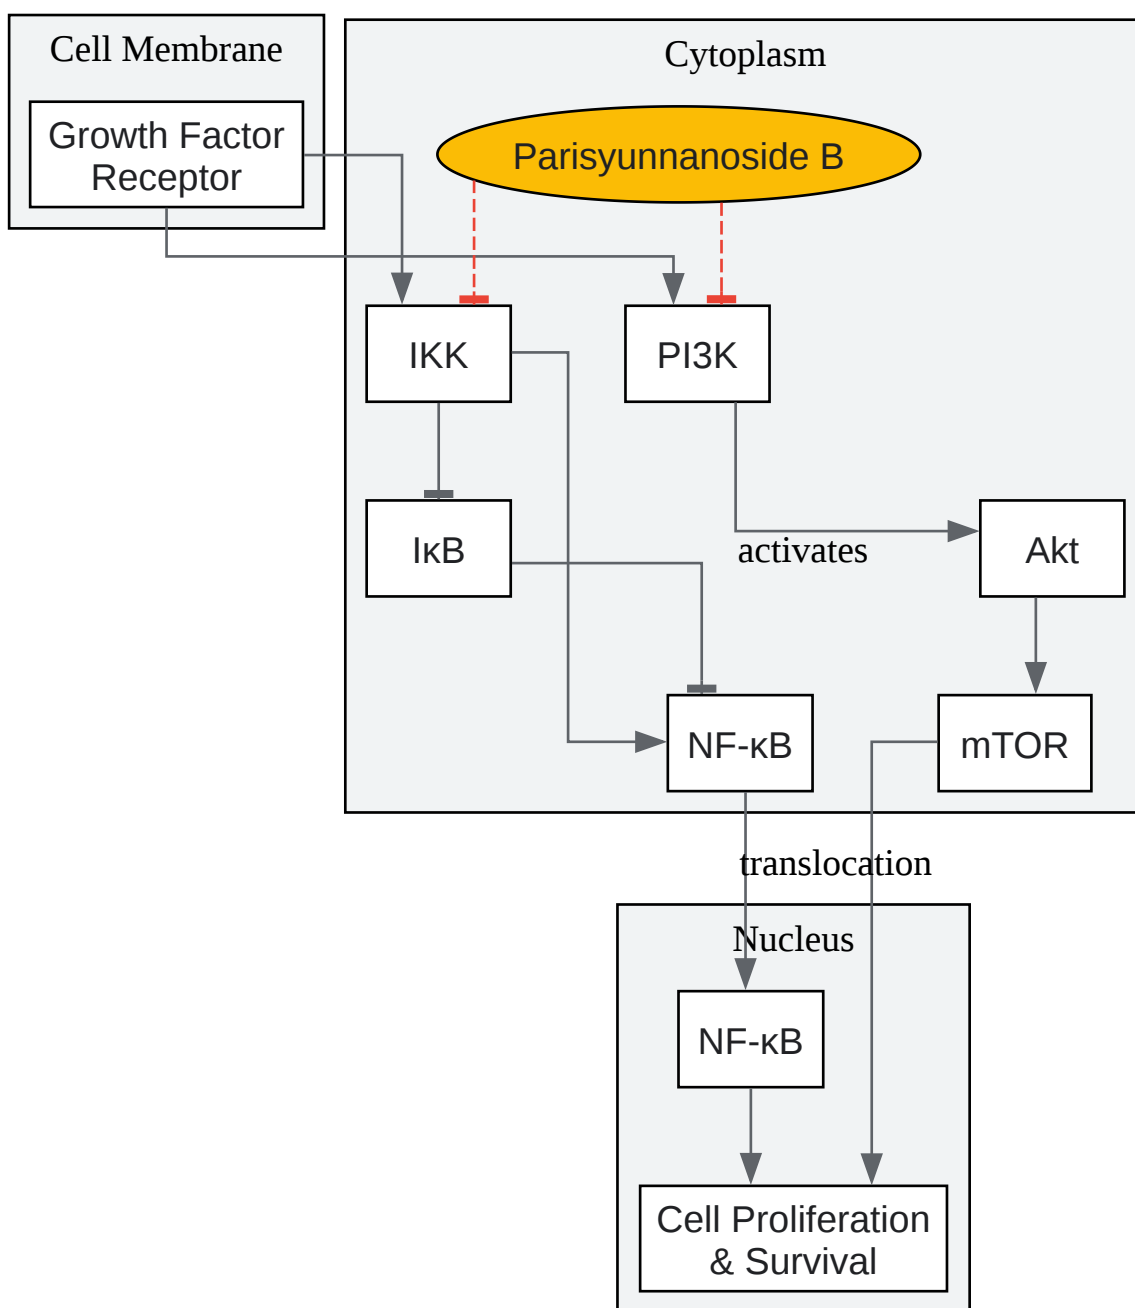 Cell Membrane
Growth Factor
Receptor
Cytoplasm
Parisyunnanoside B
IKK
PI3K
IκB
activates
Akt
NF-κB
mTOR
translocation
Nucleus
NF-κB
Cell Proliferation
& Survival